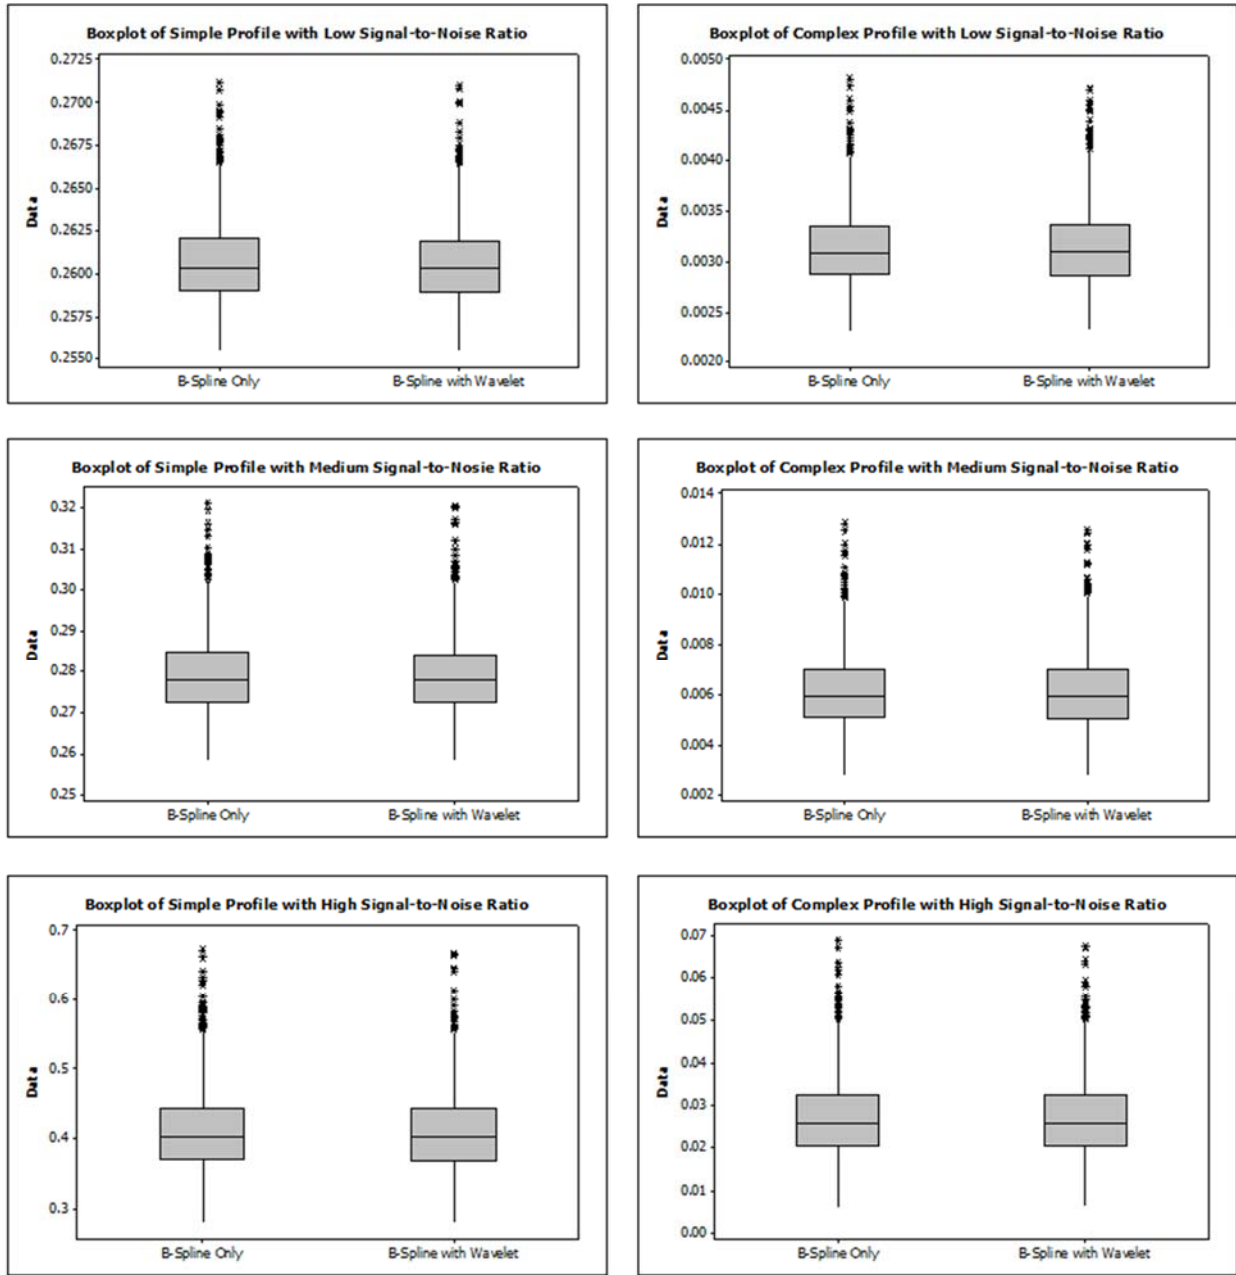 Boxplot of Simple Profile with Low Signal-to-Noise Ratio
0.2725
0.2700
0.2675
0.2650
0.2625
0.2600
0.2575
0.2550
Data
B-Spline Only
B-Spline with Wavelet
Boxplot of Complex Profile with Low Signal-to-Noise Ratio
0.0050
0.0045
0.0040
0.0035
0.0030
0.0025
0.0020
Data
B-Spline Only
B-Spline with Wavelet
Boxplot of Simple Profile with Medium Signal-to-Nosie Ratio
0.32
0.31
0.30
0.29
0.28
0.27
0.26
0.25
Data
B-Spline Only
B-Spline with Wavelet
Boxplot of Complex Profile with Medium Signal-to-Noise Ratio
0.014
0.012
0.010
0.008
0.006
0.004
0.002
Data
B-Spline Only
B-Spline with Wavelet
Boxplot of Simple Profile with High Signal-to-Noise Ratio
0.7
0.6
0.5
0.4
0.3
Data
B-Spline Only
B-Spline with Wavelet
Boxplot of Complex Profile with High Signal-to-Noise Ratio
0.07
0.06
0.05
0.04
0.03
0.02
0.01
0.00
Data
B-Spline Only
B-Spline with Wavelet